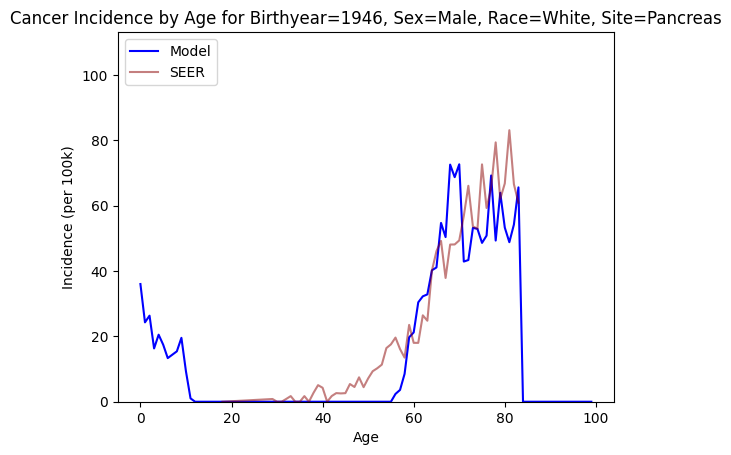 Cancer Incidence by Age for Birthyear=1946, Sex=Male, Race=White, Site=Pancreas
Model
SEER
Incidence (per 100k)
100
80
60
40
20
0
0 20 40 60 80 100
Age